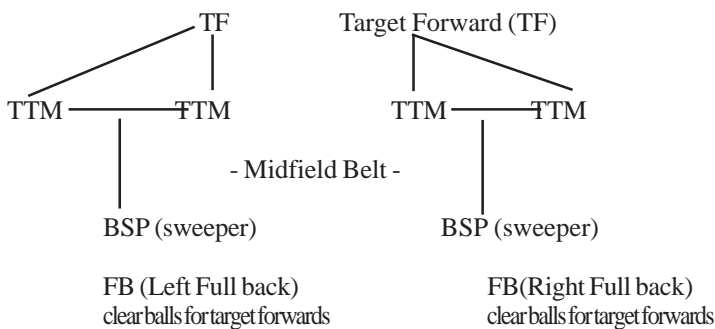 TF Target Forward (TF)
TTM TTM TTM TTM
- Midfield Belt -
BSP (sweeper) BSP (sweeper)
FB (Left Full back) FB(Right Full back)
clear balls for target forwards clear balls for target forwards